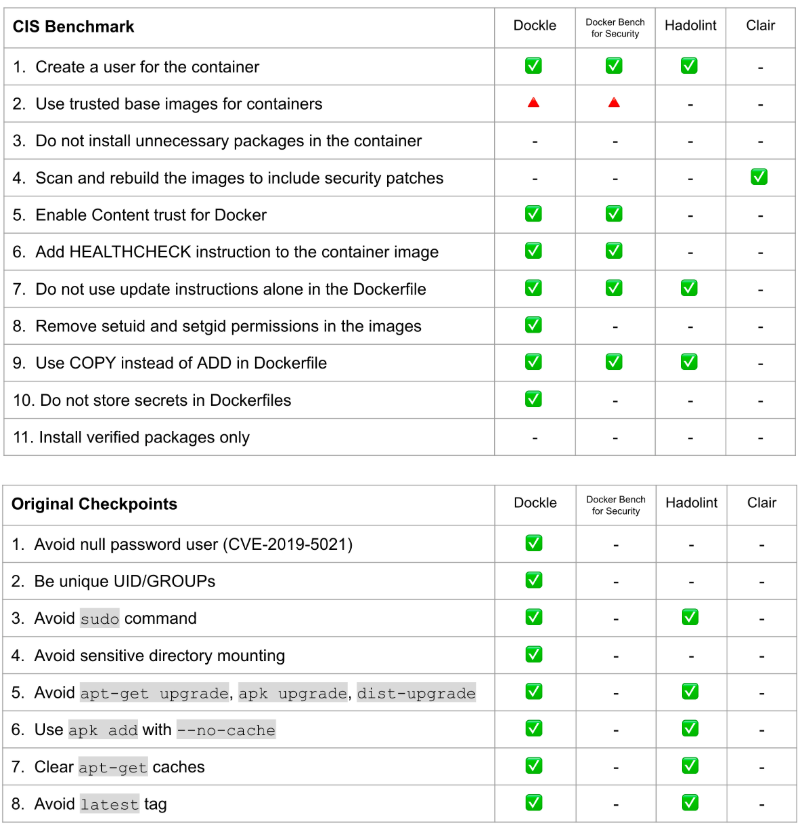 CIS Benchmark Dockle Docker Bench for Security Hadolint Clair
1. Create a user for the container ✅ ✅ ✅ -
2. Use trusted base images for containers 🔺 🔺 - -
3. Do not install unnecessary packages in the container - - - -
4. Scan and rebuild the images to include security patches - - - ✅
5. Enable Content trust for Docker ✅ ✅ - -
6. Add HEALTHCHECK instruction to the container image ✅ ✅ - -
7. Do not use update instructions alone in the Dockerfile ✅ ✅ ✅ -
8. Remove setuid and setgid permissions in the images ✅ - - -
9. Use COPY instead of ADD in Dockerfile ✅ ✅ ✅ -
10. Do not store secrets in Dockerfiles ✅ - - -
11. Install verified packages only - - - -
Original Checkpoints Dockle Docker Bench for Security Hadolint Clair
1. Avoid null password user (CVE-2019-5021) ✅ - - -
2. Be unique UID/GROUPs ✅ - - -
3. Avoid sudo command ✅ - ✅ -
4. Avoid sensitive directory mounting ✅ - - -
5. Avoid apt-get upgrade, apk upgrade, dist-upgrade ✅ - ✅ -
6. Use apk add with --no-cache ✅ - ✅ -
7. Clear apt-get caches ✅ - ✅ -
8. Avoid latest tag ✅ - ✅ -